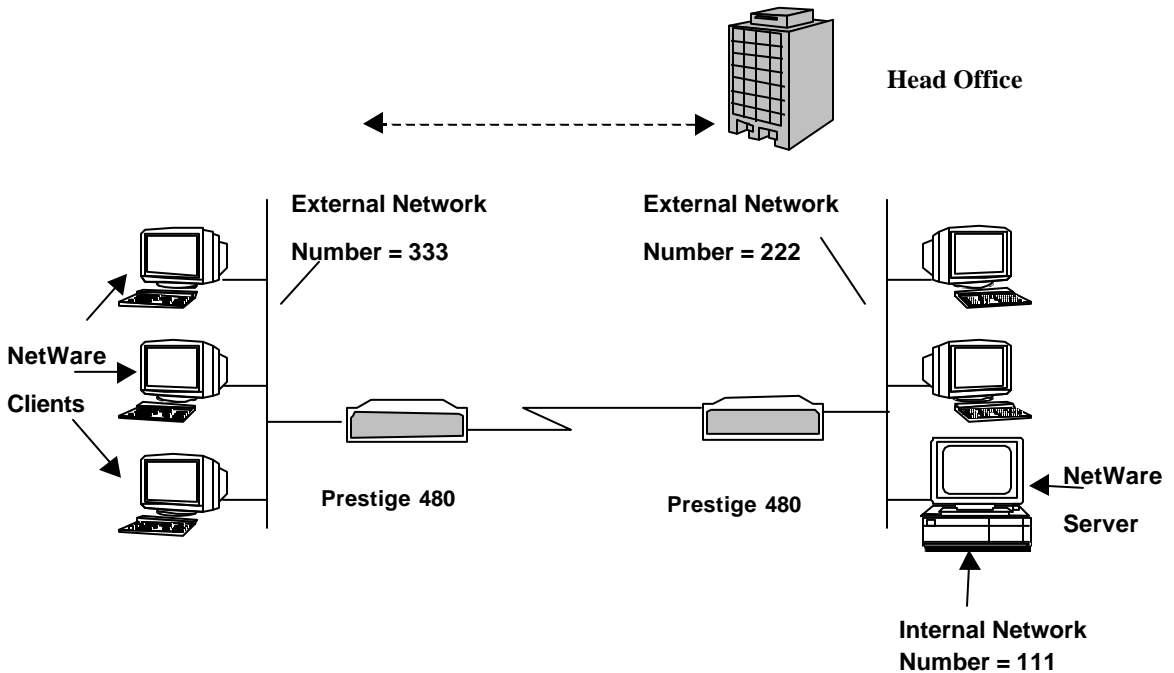 Head Office
External Network
Number = 333
External Network
Number = 222
NetWare
Clients
Prestige 480
Prestige 480
NetWare
Server
Internal Network
Number = 111